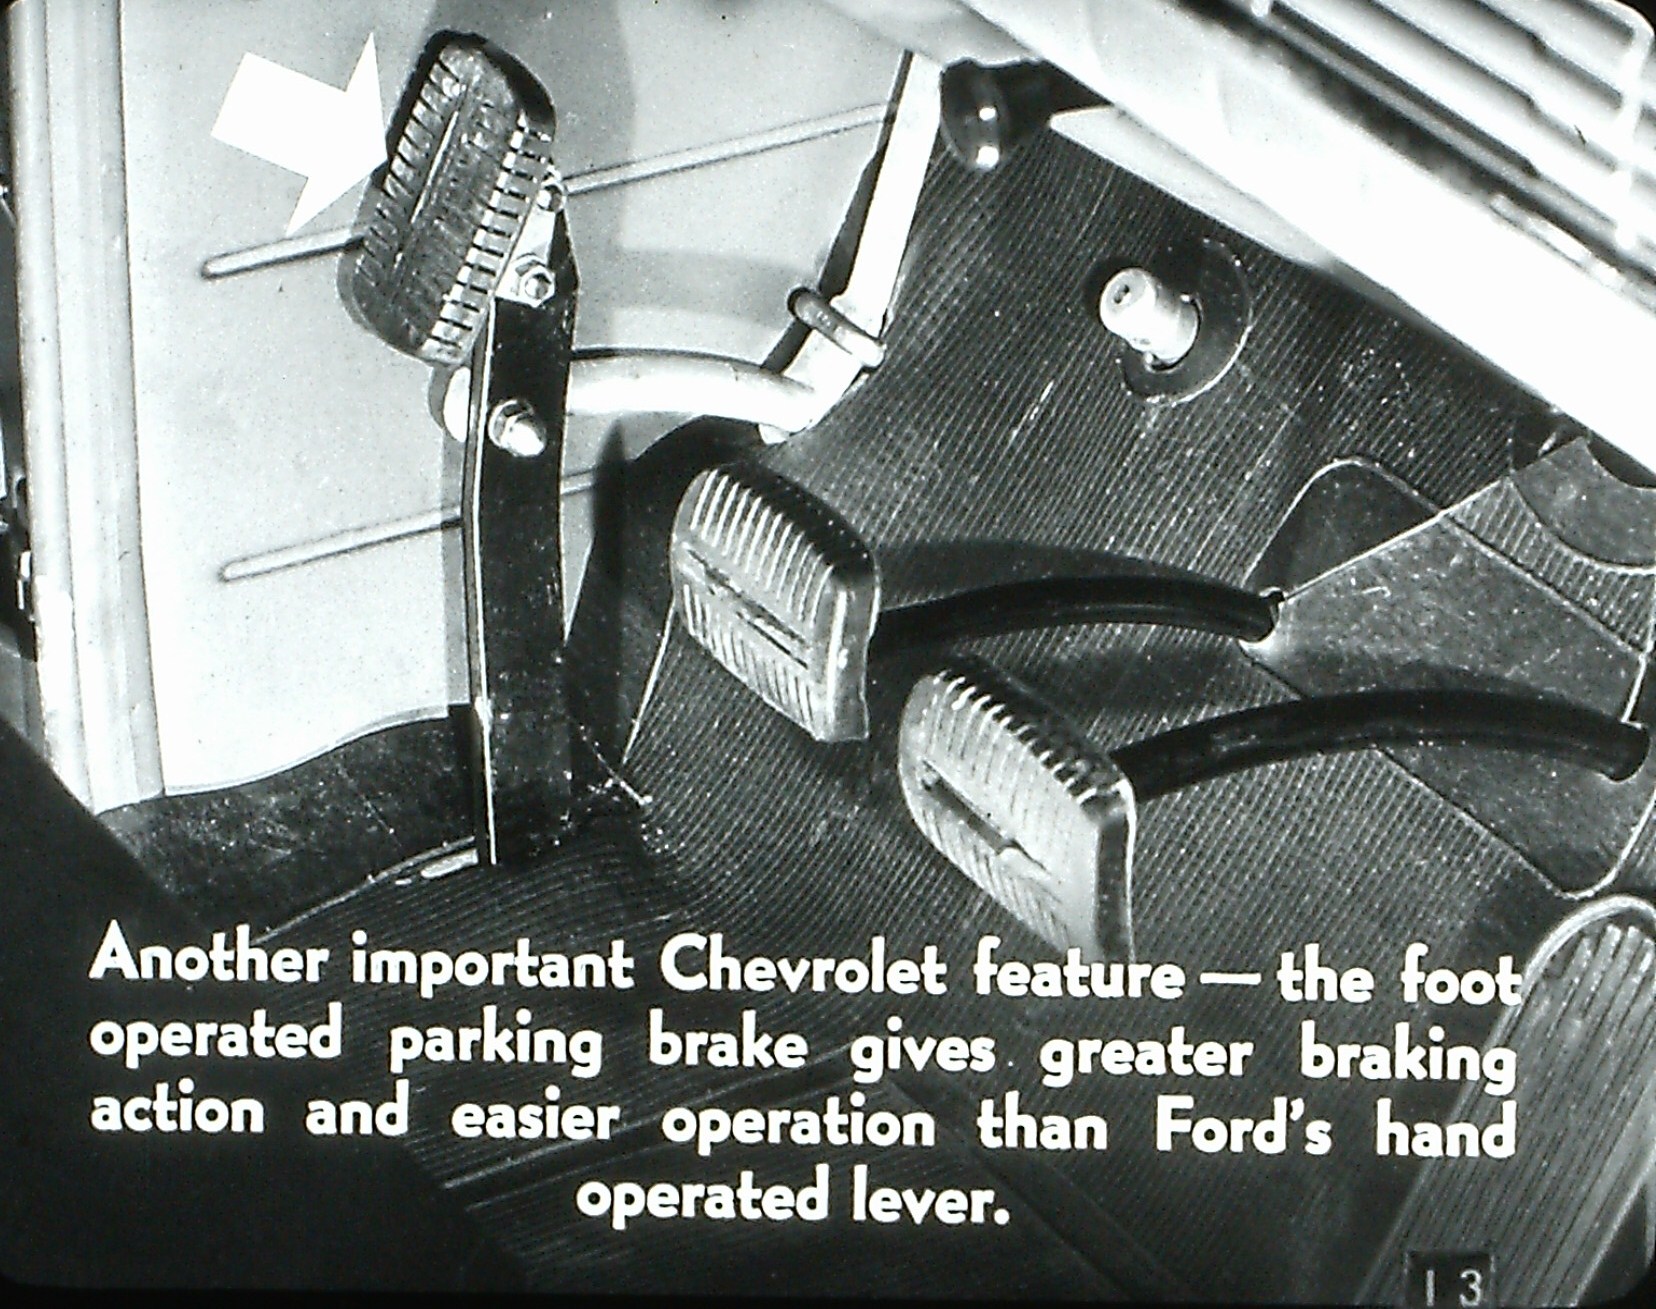 Another important Chevrolet feature — the foot
operated parking brake gives greater braking
action and easier operation than Ford's hand
operated lever.
13